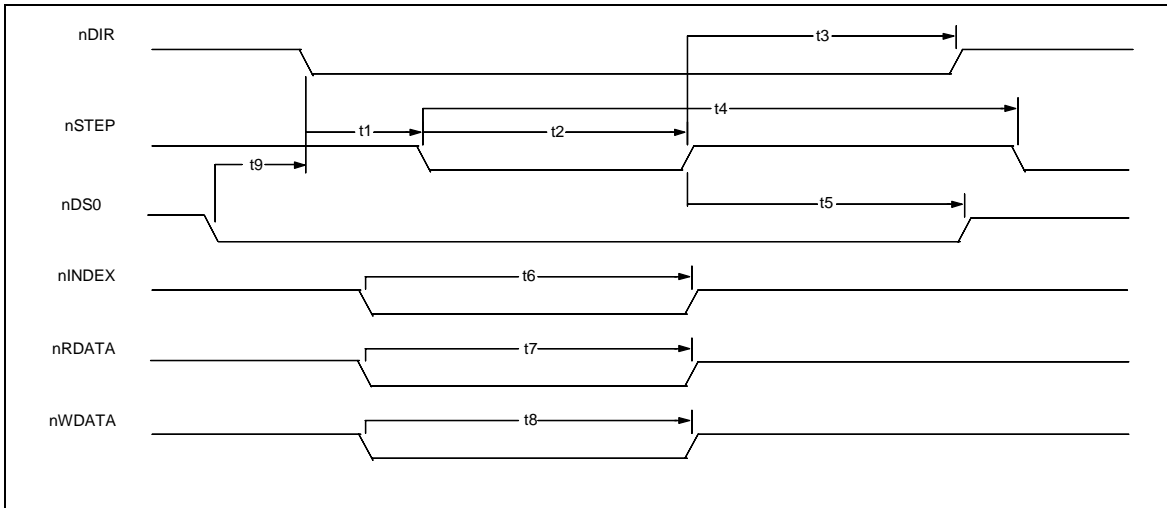 nDIR
t3
t4
nSTEP
t1
t2
t9
nDS0
t5
nINDEX
t6
nRDATA
t7
nWDATA
t8